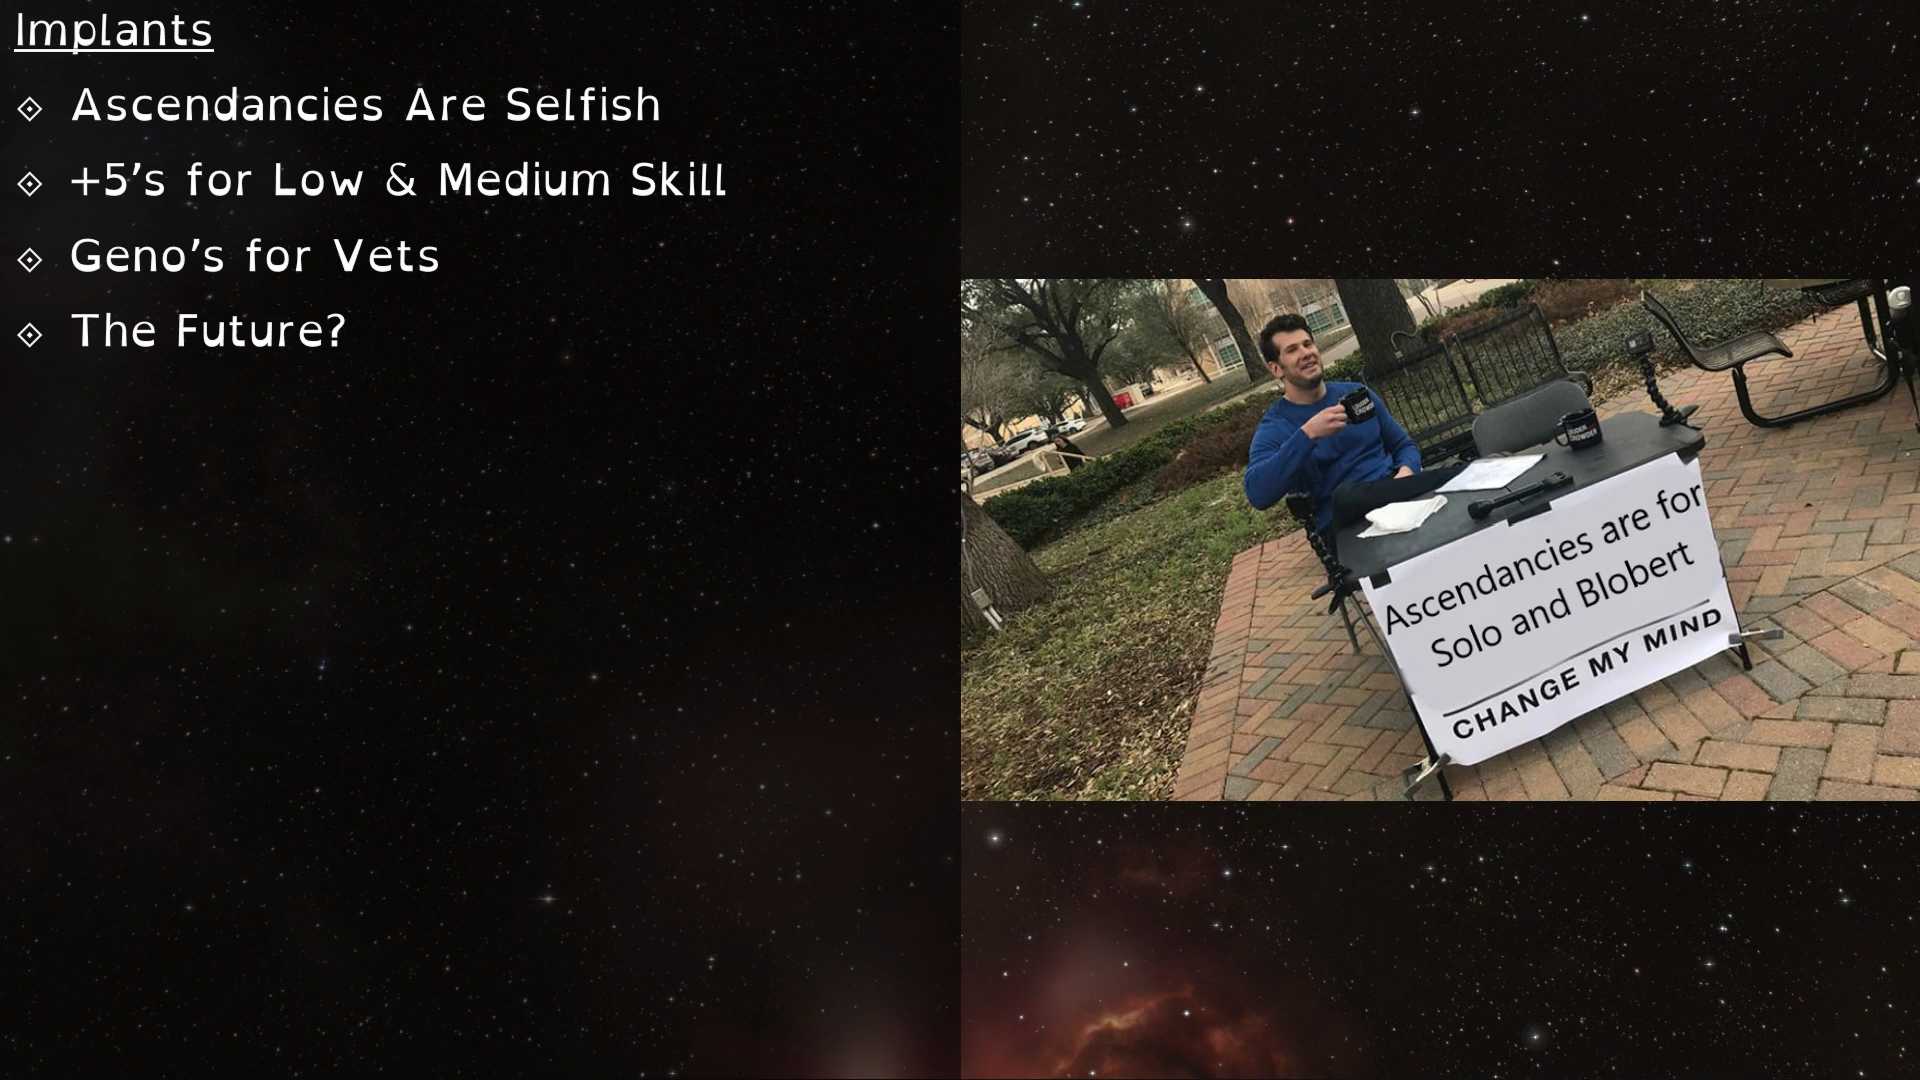 Implants
Ascendancies Are Selfish
+5’s for Low & Medium Skill
Geno’s for Vets
The Future?
Ascendancies are for
Solo and Blobert
CHANGE MY MIND